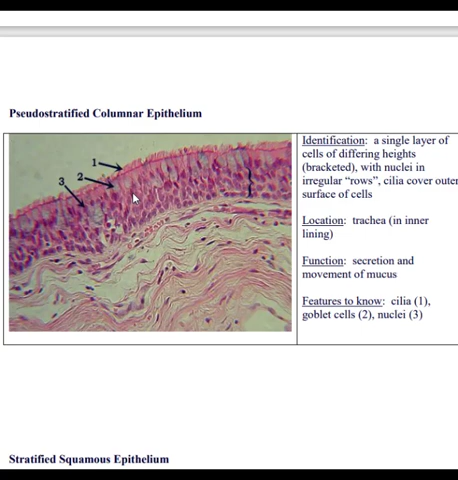 Pseudostratified Columnar Epithelium
1
2
3
Identification: a single layer of
cells of differing heights
(bracketed), with nuclei in
irregular “rows”, cilia cover outer
surface of cells
Location: trachea (in inner
lining)
Function: secretion and
movement of mucus
Features to know: cilia (1),
goblet cells (2), nuclei (3)
Stratified Squamous Epithelium